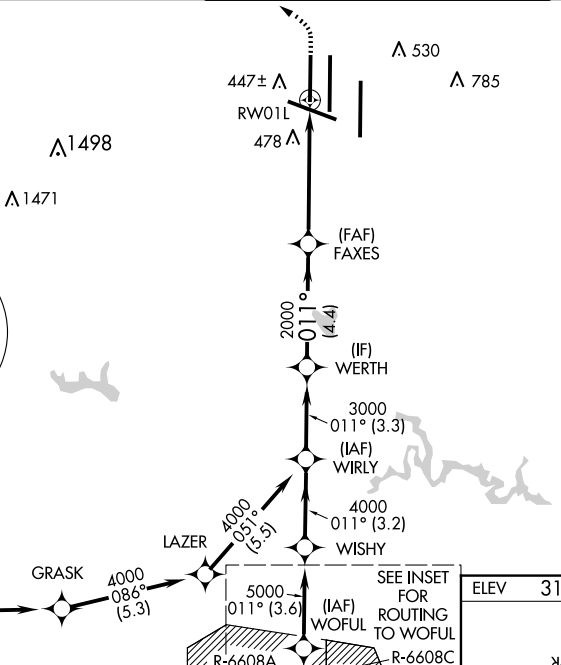 530
447±
785
RW01L
478
1498
1471
(FAF)
FAXES
2000
011°
(4.4)
(IF)
WERTH
3000
011° (3.3)
(IAF)
WIRLY
4000
051°
(5.5)
4000
011° (3.2)
LAZER
WISHY
GRASK
4000
086°
(5.3)
5000
011° (3.6)
(IAF)
WOFUL
SEE INSET
FOR
ROUTING
TO WOFUL
ELEV 31
R-6608A
R-6608C